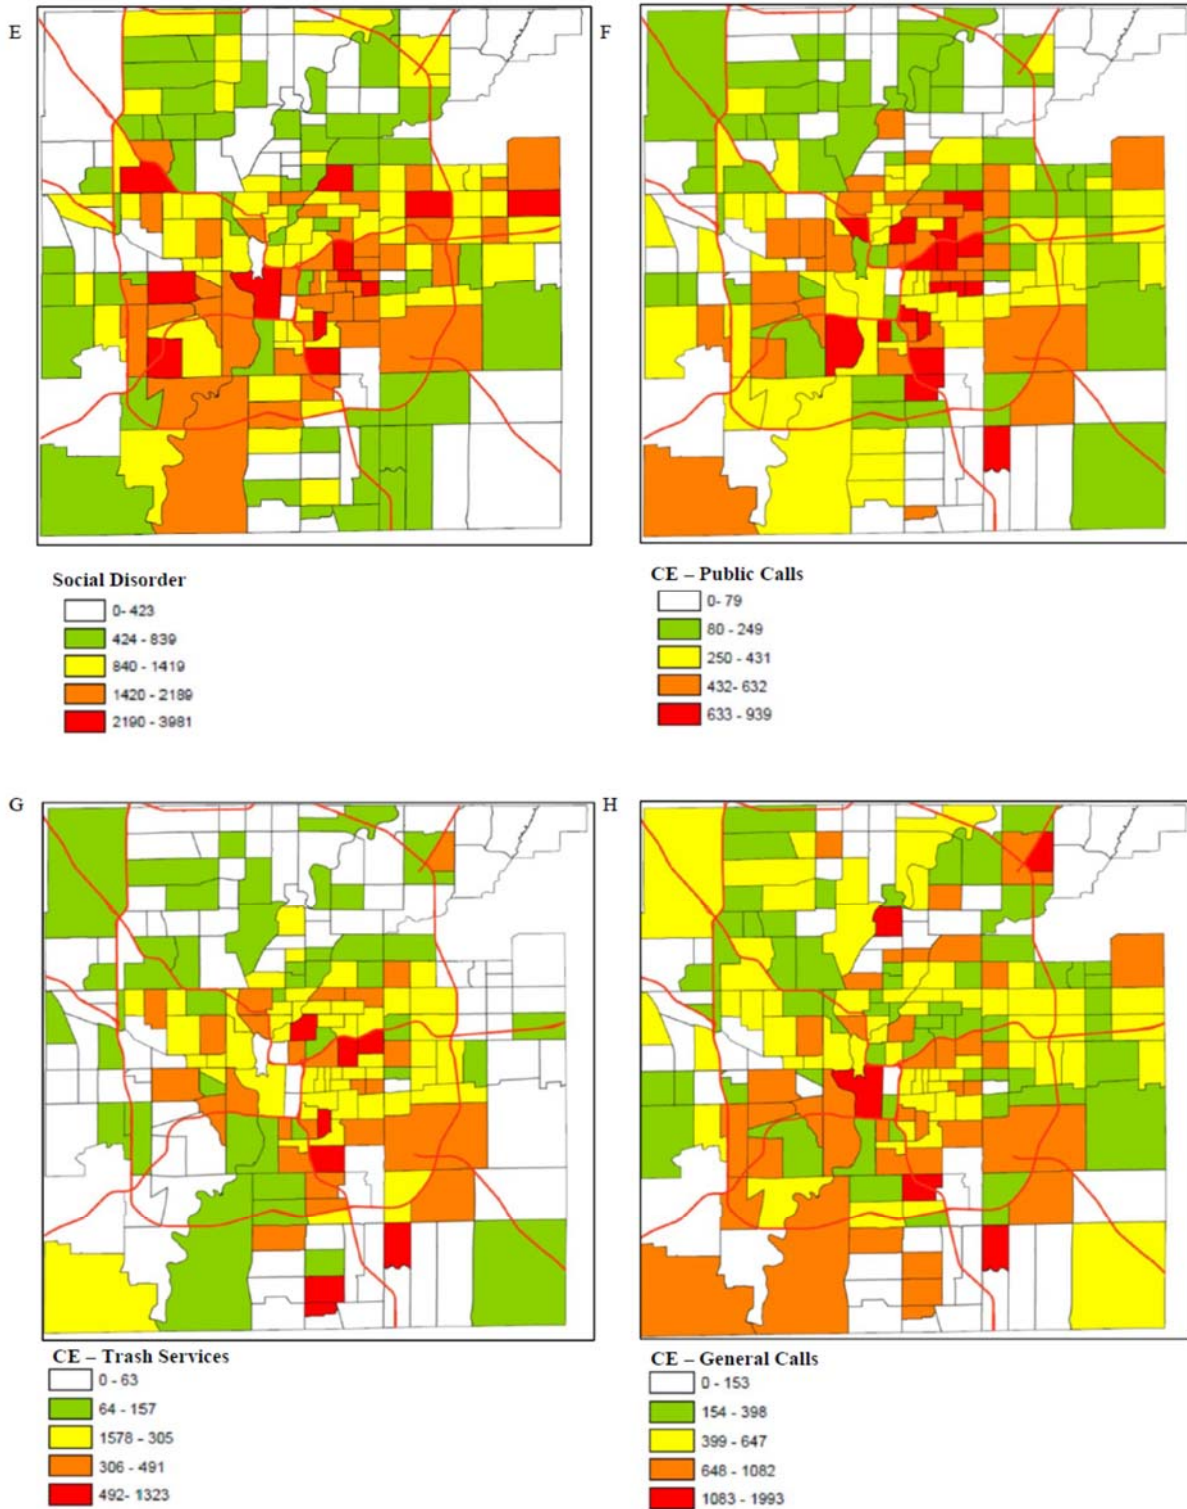 E
F
Social Disorder
0- 423
424 - 839
840 - 1419
1420 - 2189
2190 - 3981
CE – Public Calls
0- 79
80 - 249
250 - 431
432- 632
633 - 939
G
H
CE – Trash Services
0 - 63
64 - 157
1578 - 305
306 - 491
492- 1323
CE – General Calls
0 - 153
154 - 398
399 - 647
648 - 1082
1083 - 1993